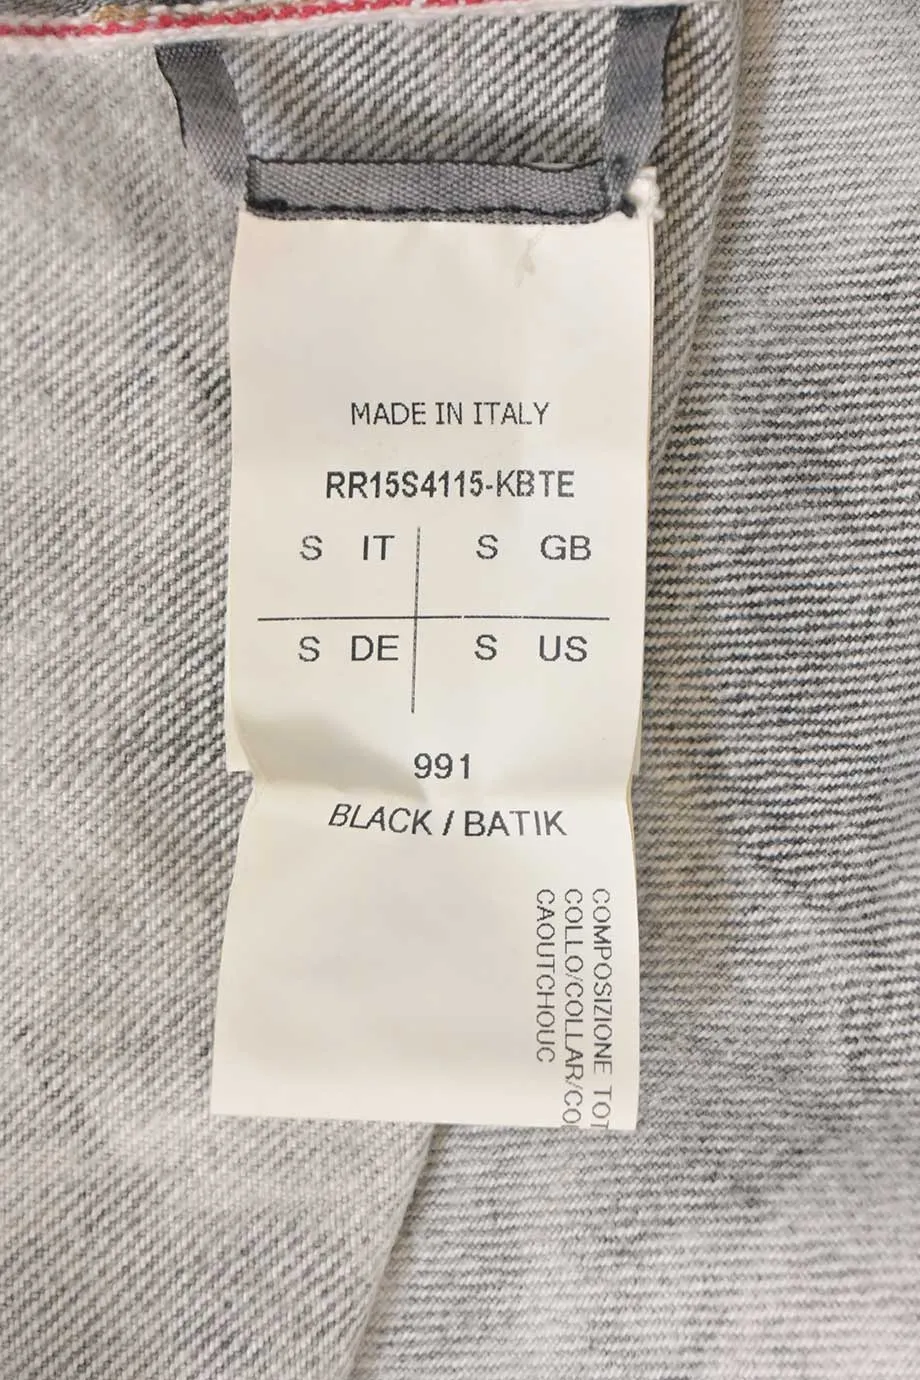 MADE IN ITALY
RR15S4115-KBTE
S IT S GB
S DE S US
991
BLACK / BATIK
COMPOSIZIONE TOT
COLLO/COLLAR/CO
CAOUTCHOUC